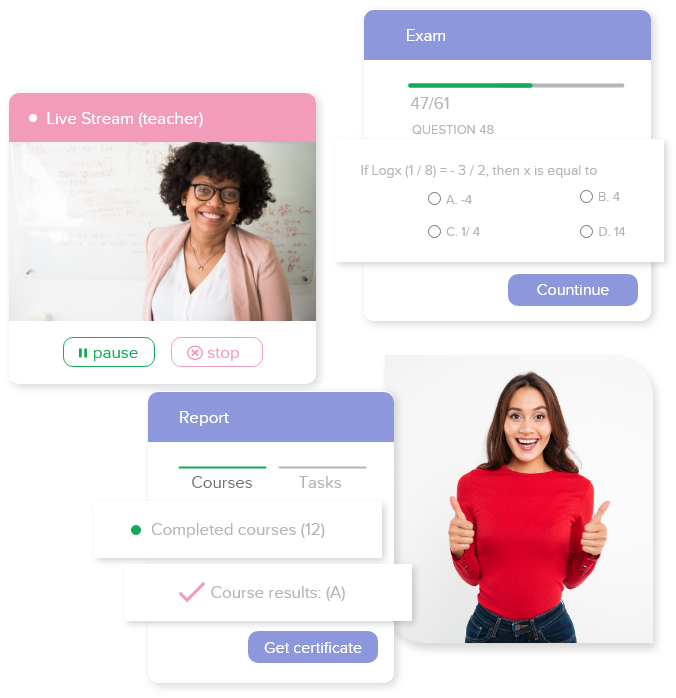 Exam
47/61
QUESTION 48
If Logx (1 / 8) = - 3 / 2, then x is equal to
A. -4
B. 4
C. 1/ 4
D. 14
Countinue
Live Stream (teacher)
pause
stop
Report
Courses
Tasks
Completed courses (12)
Course results: (A)
Get certificate